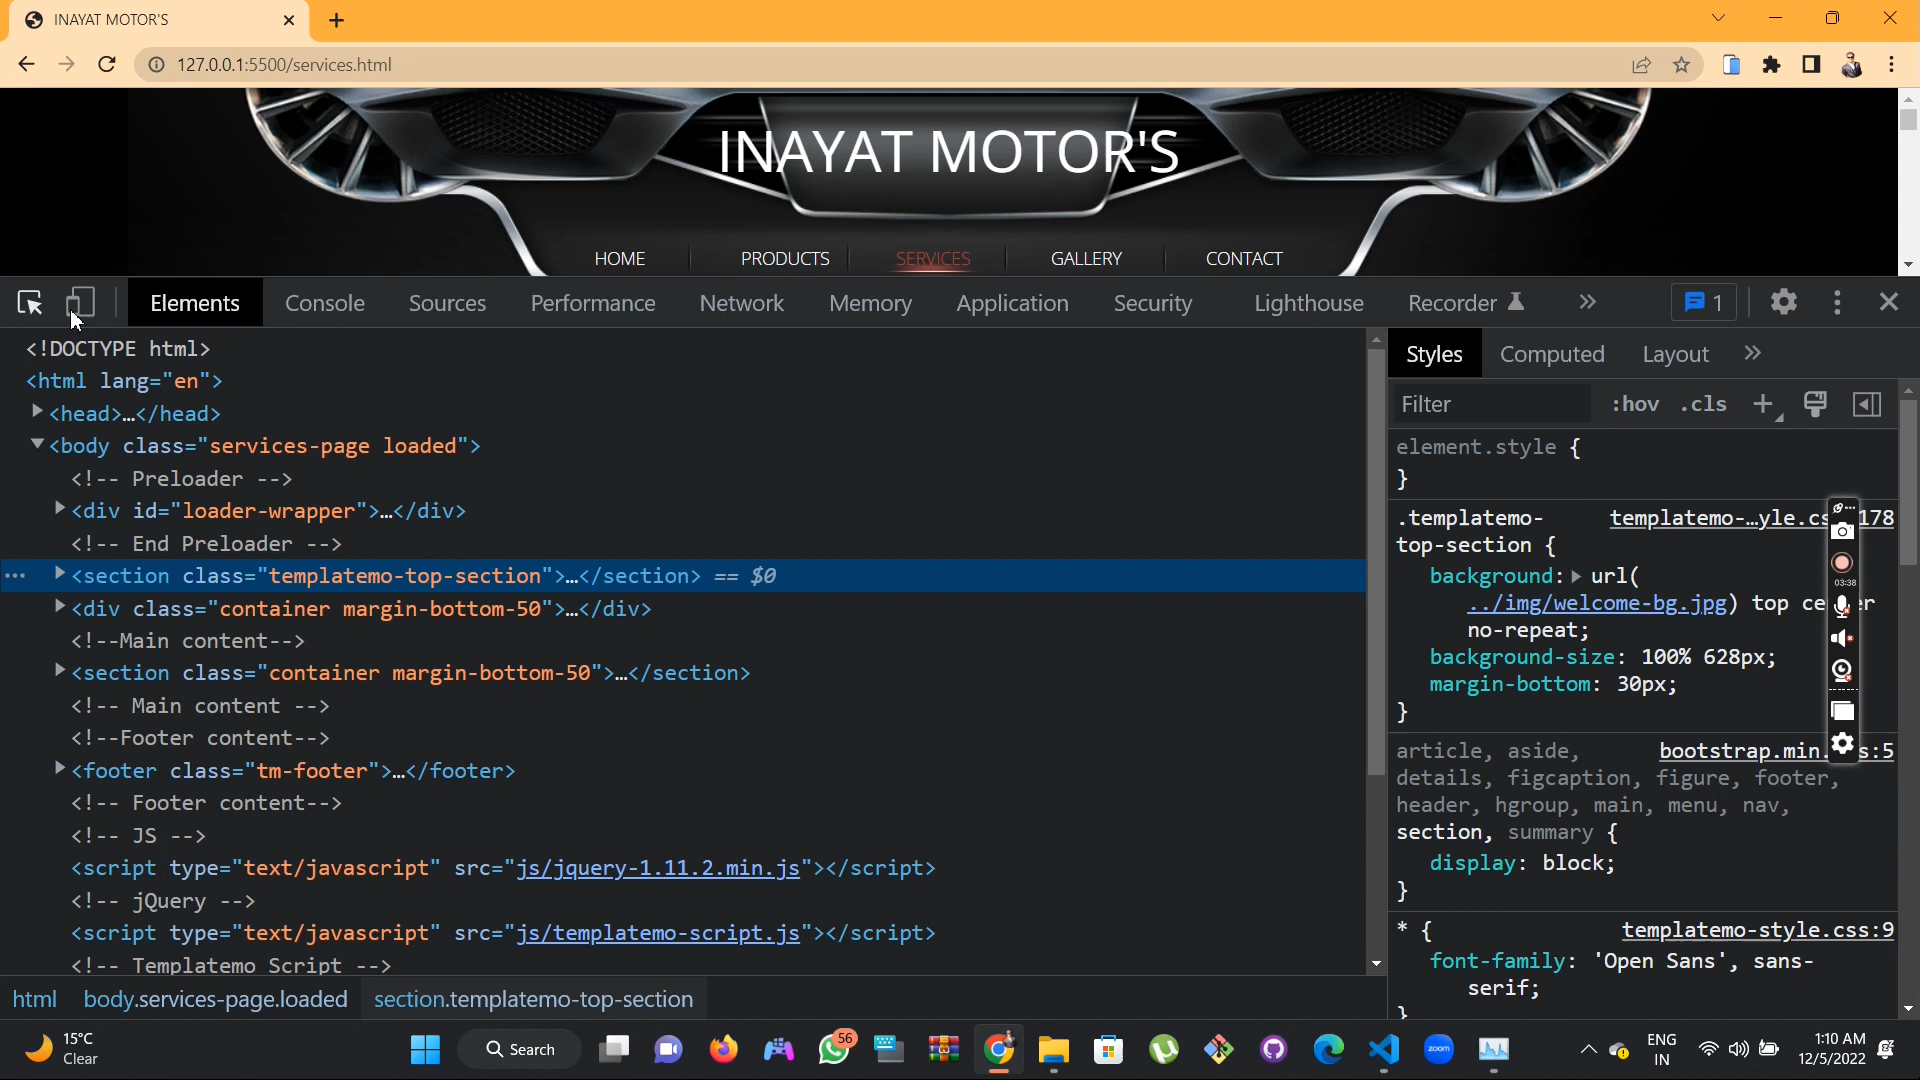 INAYAT MOTOR'S
127.0.0.1:5500/services.html
INAYAT MOTOR'S
HOME
PRODUCTS
SERVICES
GALLERY
CONTACT
Elements
Console
Sources
Performance
Network
Memory
Application
Security
Lighthouse
Recorder
1
<!DOCTYPE html>
<html lang="en">
<head>…</head>
<body class="services-page loaded">
<!-- Preloader -->
<div id="loader-wrapper">…</div>
<!-- End Preloader -->
<section class="templatemo-top-section">…</section> == $0
<div class="container margin-bottom-50">…</div>
<!--Main content-->
<section class="container margin-bottom-50">…</section>
<!-- Main content -->
<!--Footer content-->
<footer class="tm-footer">…</footer>
<!-- Footer content-->
<!-- JS -->
<script type="text/javascript" src="js/jquery-1.11.2.min.js"></script>
<!-- jQuery -->
<script type="text/javascript" src="js/templatemo-script.js"></script>
<!-- Templatemo Script -->
html
body.services-page.loaded
section.templatemo-top-section
Styles
Computed
Layout
Filter
:hov
.cls
element.style {
}
.templatemo- templatemo-…yle.cs 178
top-section {
background: url(
../img/welcome-bg.jpg) top
no-repeat;
background-size: 100% 628px;
margin-bottom: 30px;
}
03:38
article, aside, bootstrap.min. s:5
details, figcaption, figure, footer,
header, hgroup, main, menu, nav,
section, summary {
display: block;
}
* { templatemo-style.css:9
font-family: 'Open Sans', sans-
serif;
}
15°C
Clear
Search
56
zoom
ENG
IN
1:10 AM
12/5/2022